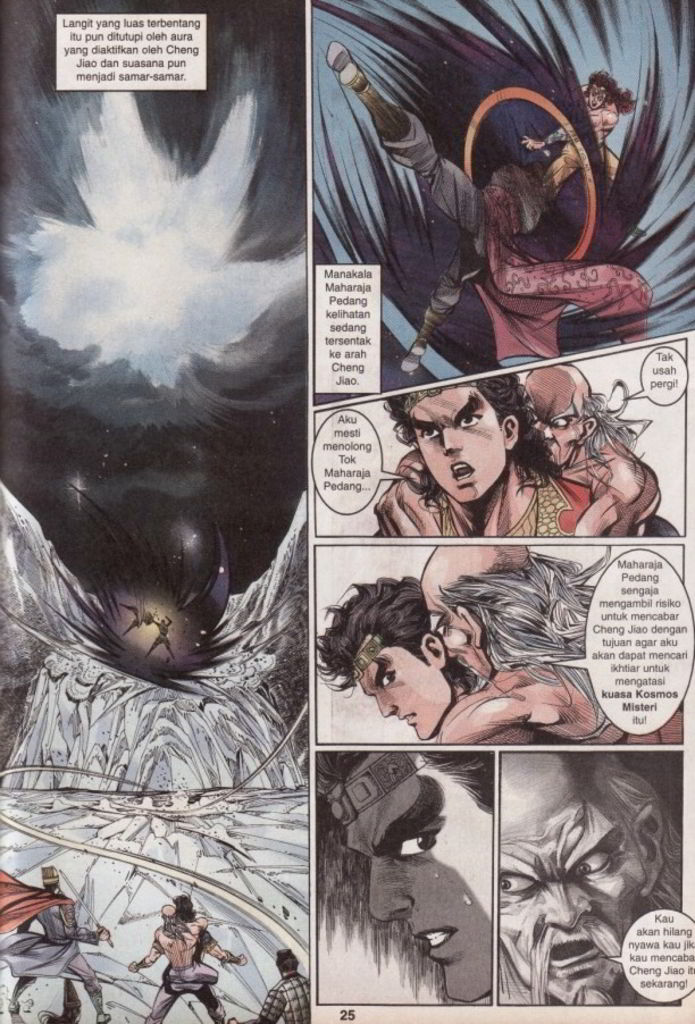 Langit yang luas terbentang
itu pun ditutupi oleh aura
yang diaktifkan oleh Cheng
Jiao dan suasana pun
menjadi samar-samar.
Manakala
Maharaja
Pedang
kelihatan
sedang
tersentak
ke arah
Cheng
Jiao.
Tak
usah
pergi!
Aku
mesti
menolong
Tok
Maharaja
Pedang...
Maharaja
Pedang
sengaja
mengambil risiko
untuk mencabar
Cheng Jiao dengan
tujuan agar aku
akan dapat mencari
ikhtiar untuk
mengatasi
kuasa Kosmos
Misteri
itu!
Kau
akan hilang
nyawa kau
kau mencaba
Cheng Jiao
sekarang!
25